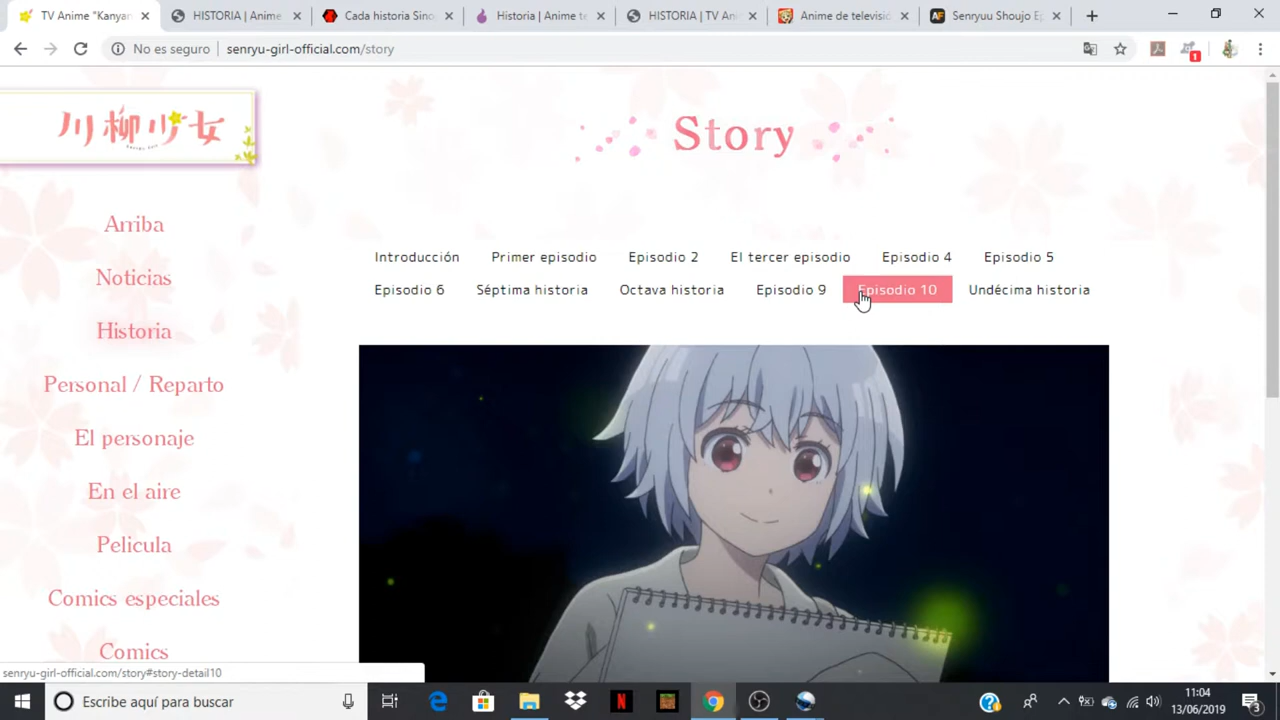 TV Anime "Kanyar
HISTORIA | Anime
Cada historia Sino
Historia | Anime te
HISTORIA | TV An
Anime de televisió
Senryuu Shoujo Ep
No es seguro
senryu-girl-official.com/story
1
川柳少女
Story
Arriba
Noticias
Historia
Personal / Reparto
El personaje
En el aire
Pelicula
Comics especiales
Comics
Introducción Primer episodio Episodio 2 El tercer episodio Episodio 4 Episodio 5
Episodio 6 Séptima historia Octava historia Episodio 9 Episodio 10 Undécima historia
senryu-girl-official.com/story#story-detail10
Escribe aquí para buscar
11:04
13/06/2019
3